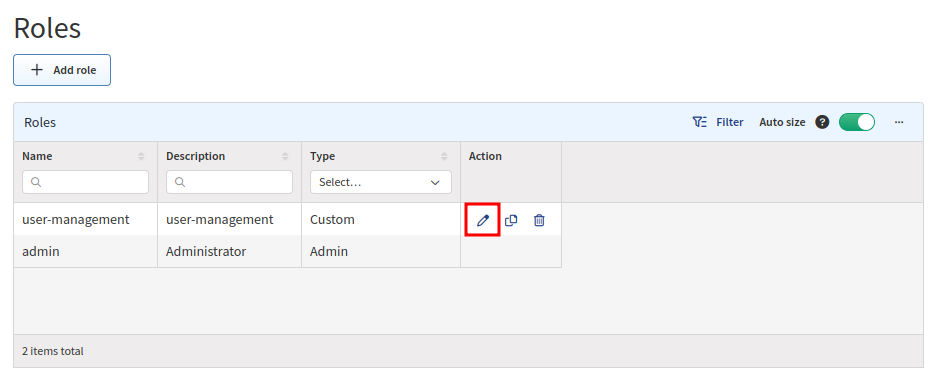 Roles
Add role
Roles
Filter Auto size ? ...
Name Description Type Action
Select...
user-management user-management Custom
admin Administrator Admin
2 items total